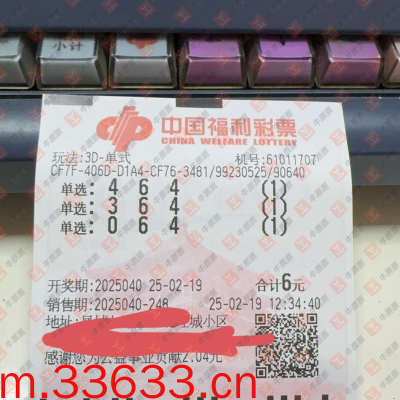 小计
中国福利彩票
CHINA WELFARE LOTTERY
玩法:3D-单式 机号:61011707
CF7F-406D-D1A4-CF76-3481/99230525/90640
单选: 4 6 4 (1)
单选: 3 6 4 (1)
单选: 0 6 4 (1)
开奖期:2025040 25-02-19 合计6元
销售期:2025040-248 25-02-19 12:34:40
地址: 城小区
感谢您为公益事业贡献2.04元
m.33633.cn